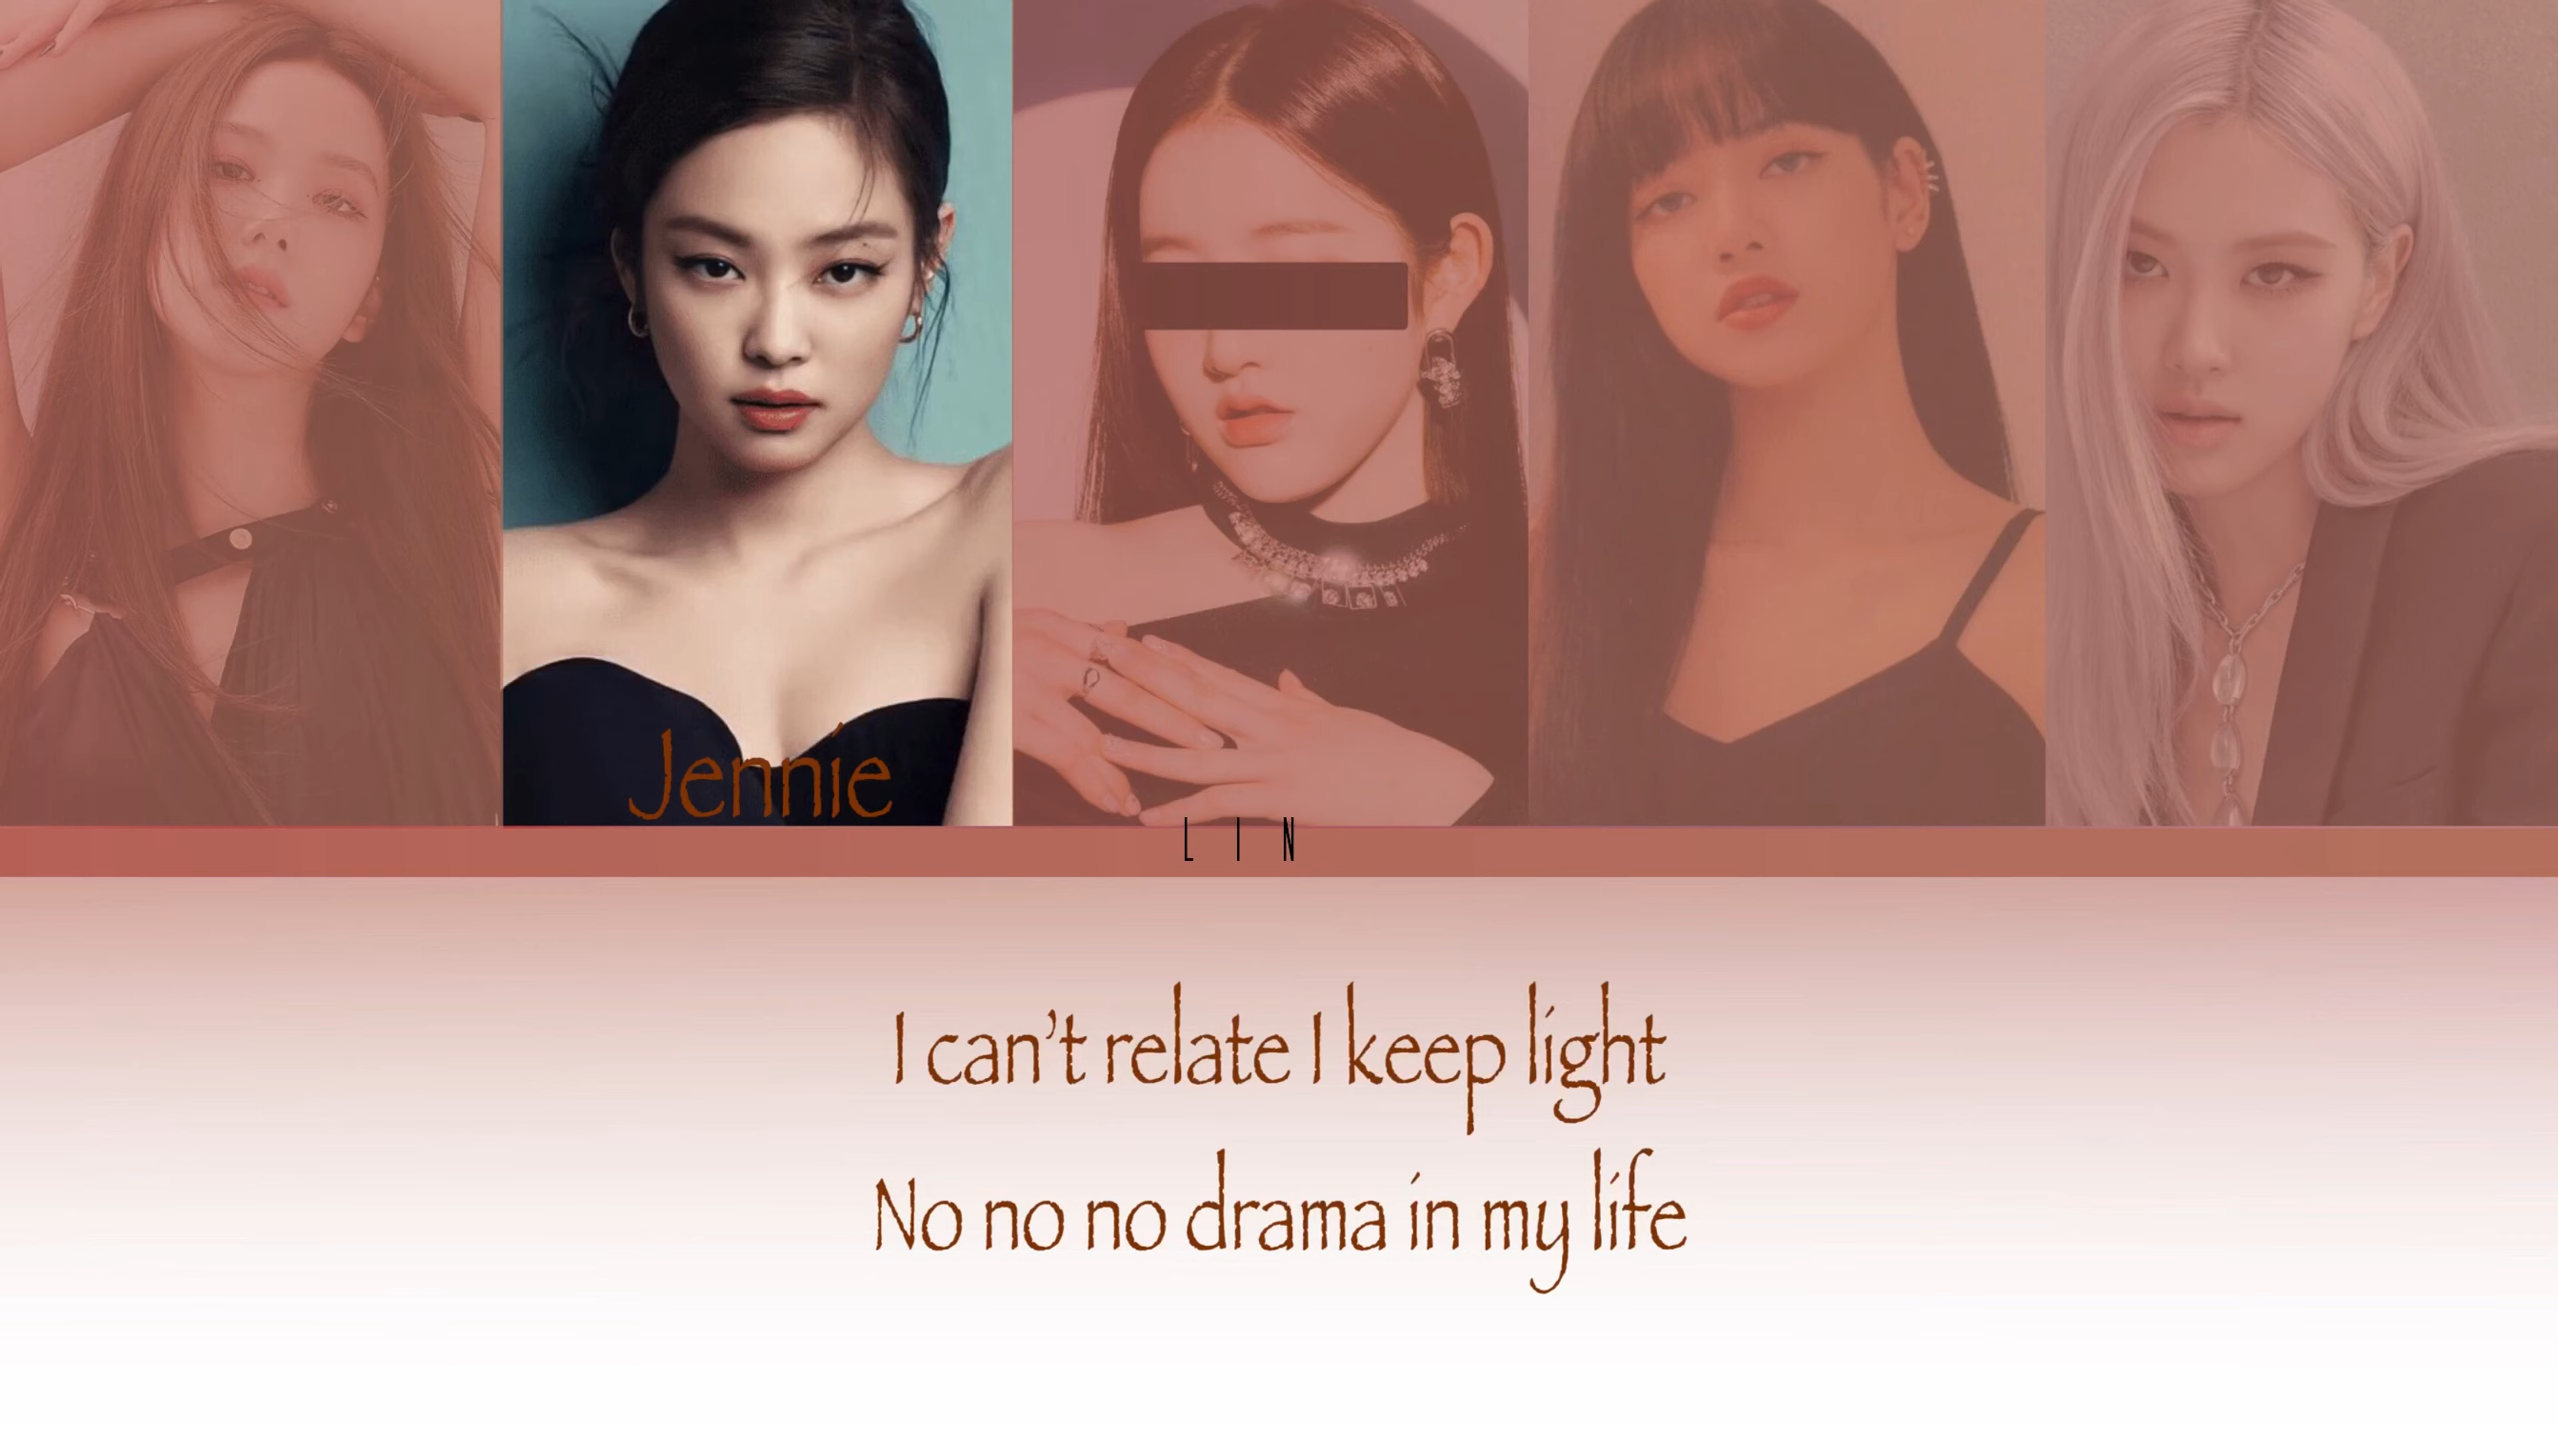 Jennie
L I N
I can't relate I keep light
No no no drama in my life